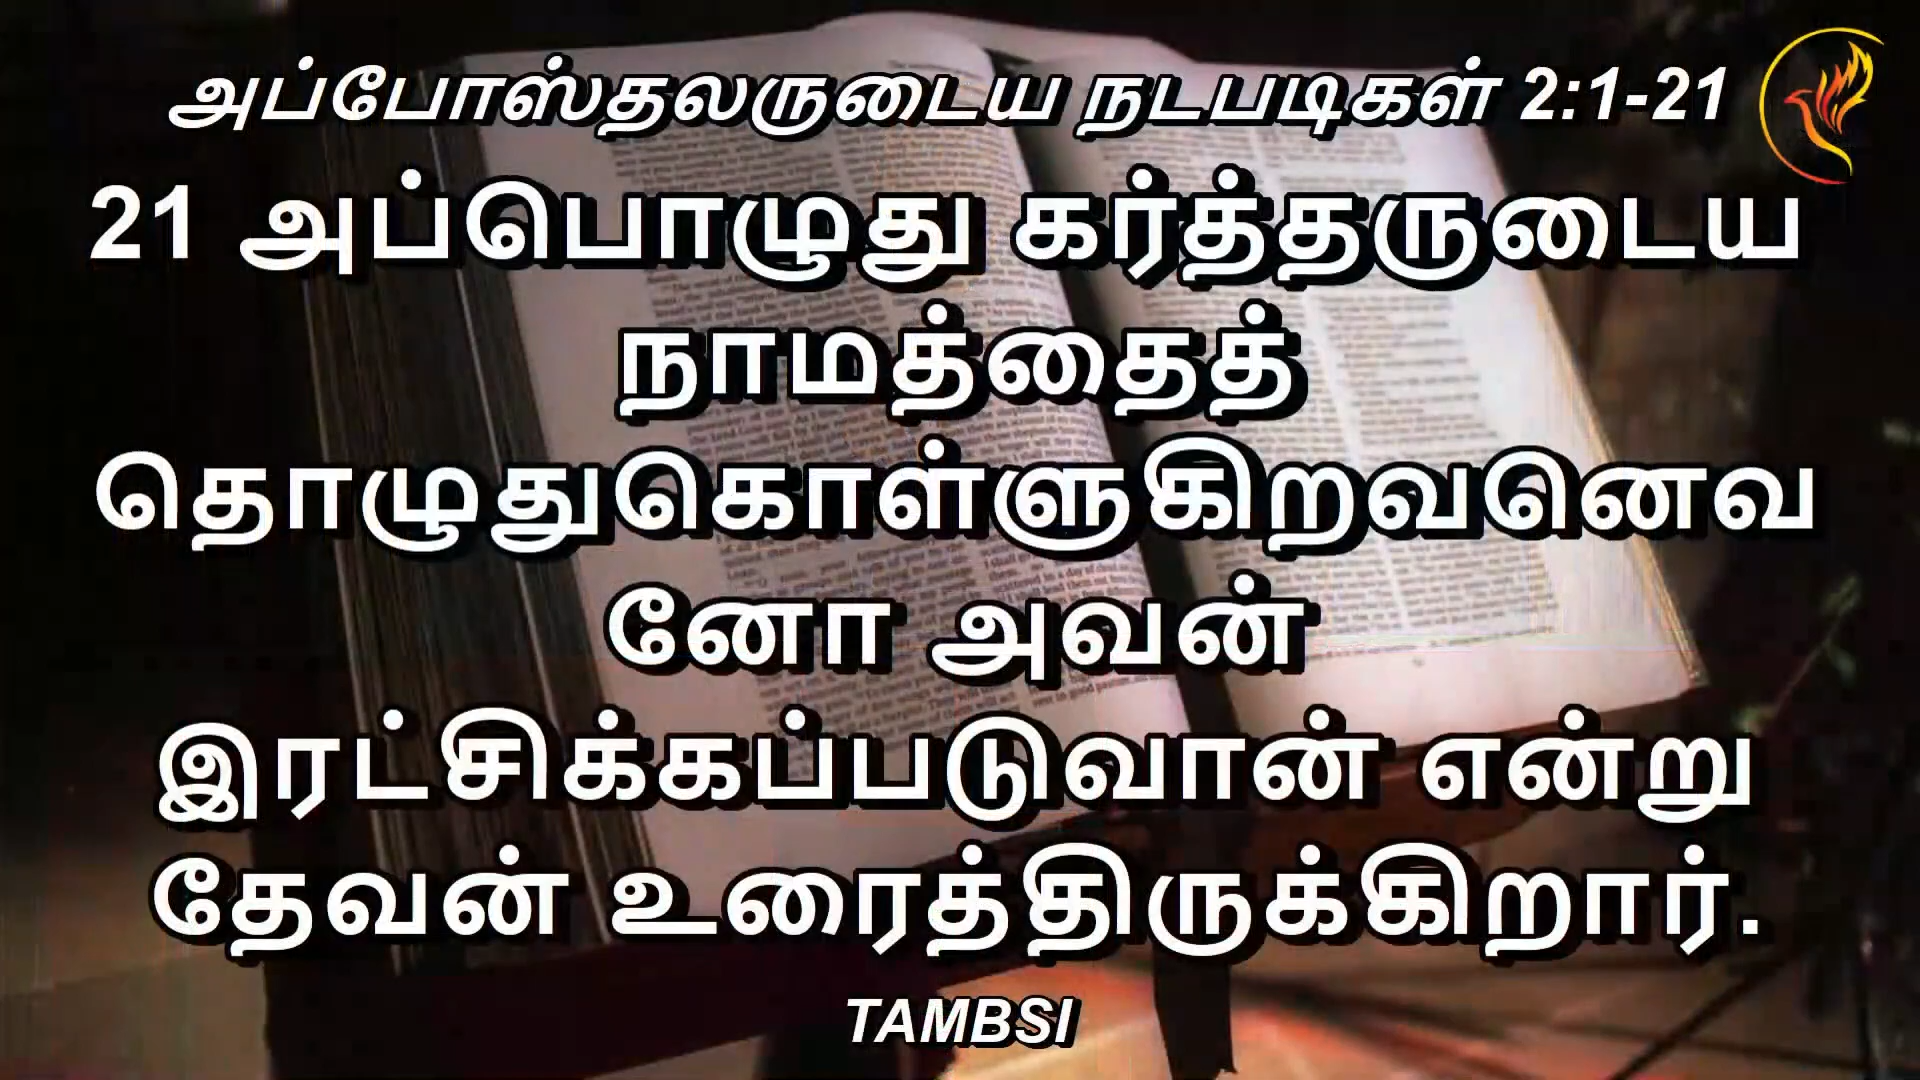 அப்போஸ்தலருடைய நடபடிகள் 2:1-21
21 அப்பொழுது கர்த்தருடைய
நாமத்தைத்
தொழுதுகொள்ளுகிறவனெவ
னோ அவன்
இரட்சிக்கப்படுவான் என்று
தேவன் உரைத்திருக்கிறார்.
TAMBSI